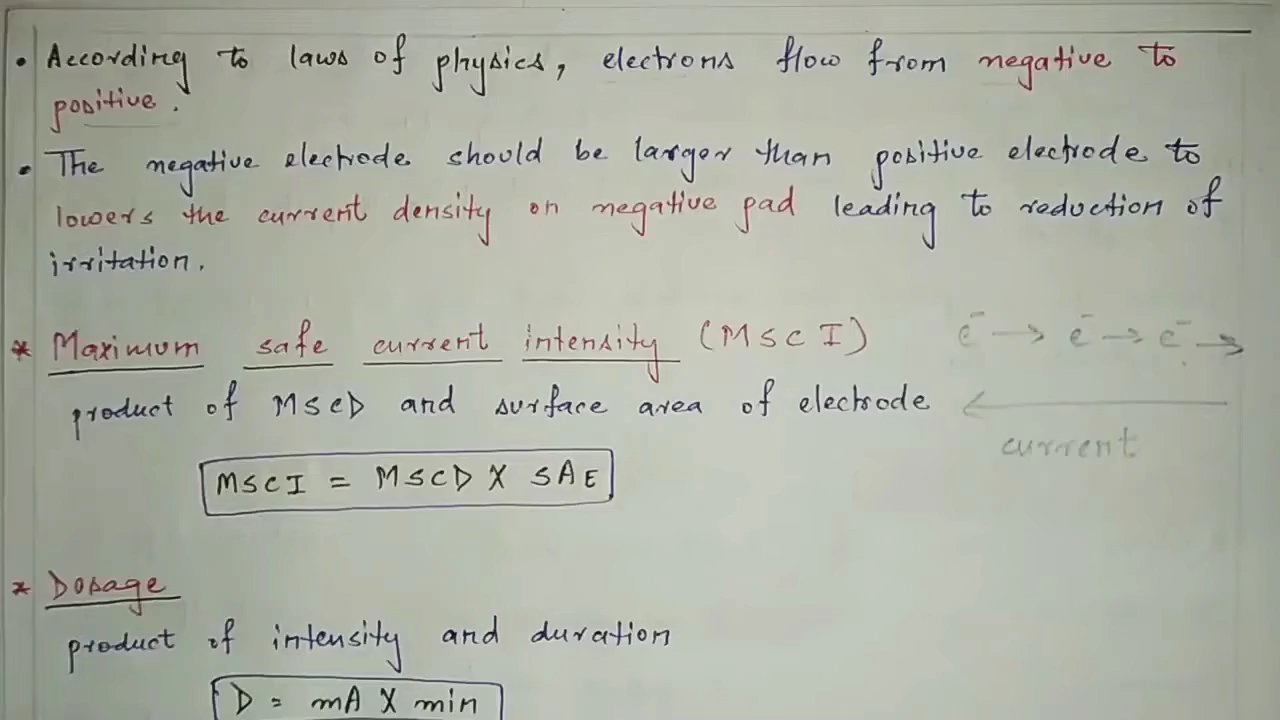 • According to laws of physics, electrons flow from negative to
positive.
• The negative electrode should be larger than positive electrode to
lowers the current density on negative pad leading to reduction of
irritation.
* Maximum safe current intensity (MSCI)
e⁻ → e⁻ → e⁻ →
product of MSCD and surface area of electrode
←
current
MSCI = MSCD X SAE
* Dosage
product of intensity and duration
D = mA X min